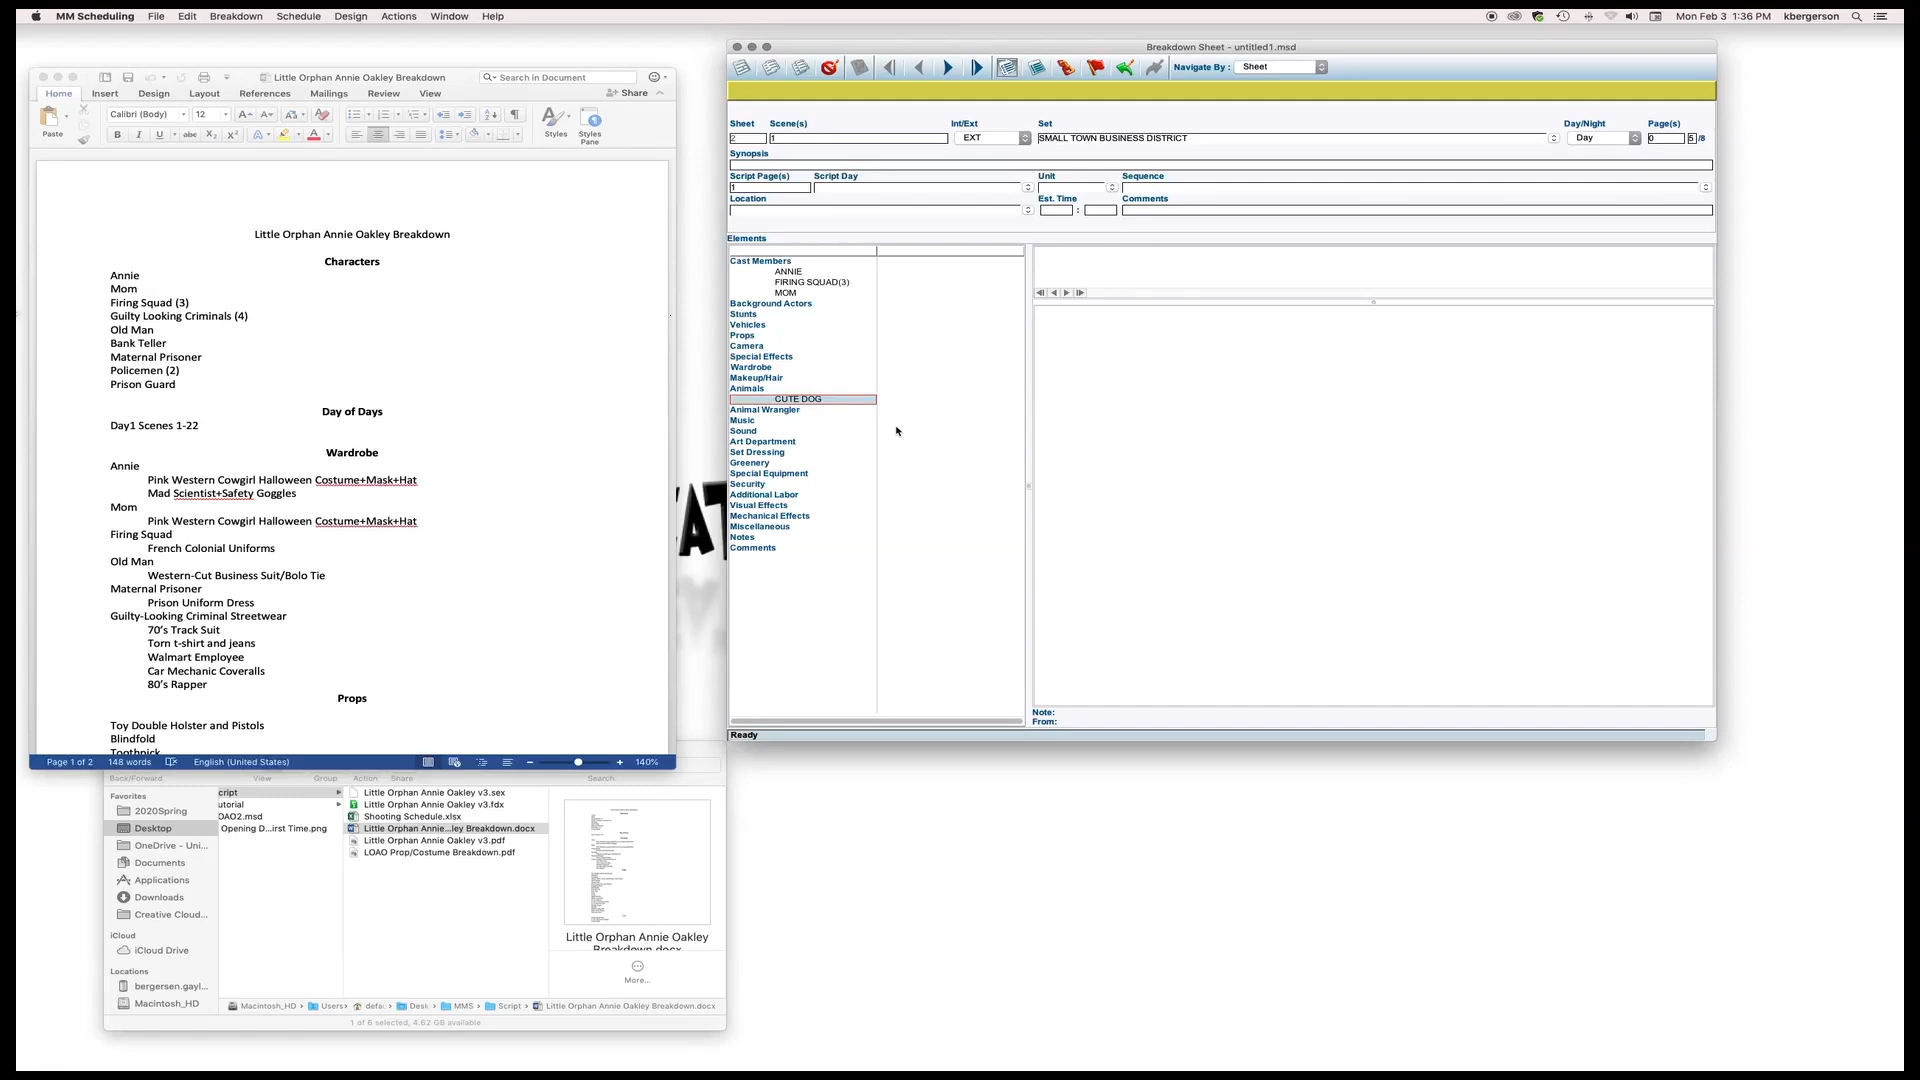 MM Scheduling File Edit Breakdown Schedule Design Actions Window Help Mon Feb 3 1:36 PM kbergerson
Breakdown Sheet - untitled1.msd
Navigate By : Sheet
Little Orphan Annie Oakley Breakdown Search in Document
Home Insert Design Layout References Mailings Review View Share
Paste Calibri (Body) 12 Styles Styles Pane
B I U abc X₂ X² A
Little Orphan Annie Oakley Breakdown
Characters
Annie
Mom
Firing Squad (3)
Guilty Looking Criminals (4)
Old Man
Bank Teller
Maternal Prisoner
Policemen (2)
Prison Guard
Day of Days
Day1 Scenes 1-22
Wardrobe
Annie
Pink Western Cowgirl Halloween Costume+Mask+Hat
Mad Scientist+Safety Goggles
Mom
Pink Western Cowgirl Halloween Costume+Mask+Hat
Firing Squad
French Colonial Uniforms
Old Man
Western-Cut Business Suit/Bolo Tie
Maternal Prisoner
Prison Uniform Dress
Guilty-Looking Criminal Streetwear
70's Track Suit
Torn t-shirt and jeans
Walmart Employee
Car Mechanic Coveralls
80's Rapper
Props
Toy Double Holster and Pistols
Blindfold
Toothpick
Page 1 of 2 148 words English (United States) 140%
Sheet Scene(s) Int/Ext Set Day/Night Page(s)
2 1 EXT SMALL TOWN BUSINESS DISTRICT Day 0 5 /8
Synopsis
Script Page(s) Script Day Unit Sequence
1
Location Est. Time Comments
:
Elements
Cast Members
ANNIE
FIRING SQUAD(3)
MOM
Background Actors
Stunts
Vehicles
Props
Camera
Special Effects
Wardrobe
Makeup/Hair
Animals
CUTE DOG
Animal Wrangler
Music
Sound
Art Department
Set Dressing
Greenery
Special Equipment
Security
Additional Labor
Visual Effects
Mechanical Effects
Miscellaneous
Notes
Comments
Note:
From:
Ready
Back/Forward View Group Action Share Search
Favorites
2020Spring
Desktop
OneDrive - Uni...
Documents
Applications
Downloads
Creative Cloud...
iCloud
iCloud Drive
Locations
bergersen.gayl...
Macintosh_HD
cript
utorial
OAO2.msd
Opening D...irst Time.png
Little Orphan Annie Oakley v3.sex
Little Orphan Annie Oakley v3.fdx
Shooting Schedule.xlsx
Little Orphan Annie...ley Breakdown.docx
Little Orphan Annie Oakley v3.pdf
LOAO Prop/Costume Breakdown.pdf
Little Orphan Annie Oakley
Breakdown.docx
More...
Macintosh_HD › Users › defa › Desk › MMS › Script › Little Orphan Annie Oakley Breakdown.docx
1 of 6 selected, 4.62 GB available